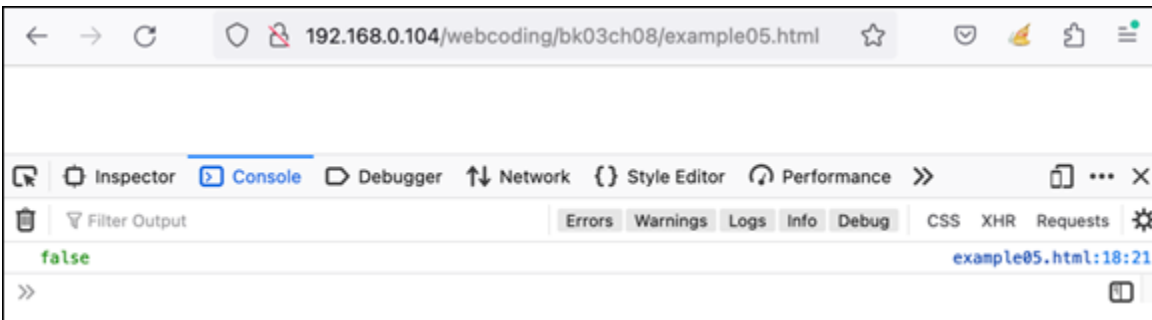 192.168.0.104/webcoding/bk03ch08/example05.html
Inspector Console Debugger Network {} Style Editor Performance
Filter Output Errors Warnings Logs Info Debug CSS XHR Requests
false example05.html:18:21